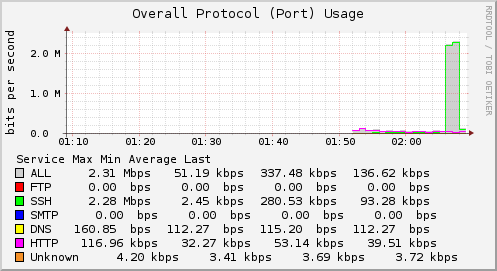 Overall Protocol (Port) Usage
RRDTOOL / TOBI OETIKER
bits per second
2.0 M
1.0 M
0.0
01:10 01:20 01:30 01:40 01:50 02:00
Service Max Min Average Last
ALL 2.31 Mbps 51.19 kbps 337.48 kbps 136.62 kbps
FTP 0.00 bps 0.00 bps 0.00 bps 0.00 bps
SSH 2.28 Mbps 2.45 kbps 280.53 kbps 93.28 kbps
SMTP 0.00 bps 0.00 bps 0.00 bps 0.00 bps
DNS 160.85 bps 112.27 bps 115.20 bps 112.27 bps
HTTP 116.96 kbps 32.27 kbps 53.14 kbps 39.51 kbps
Unknown 4.20 kbps 3.41 kbps 3.69 kbps 3.72 kbps